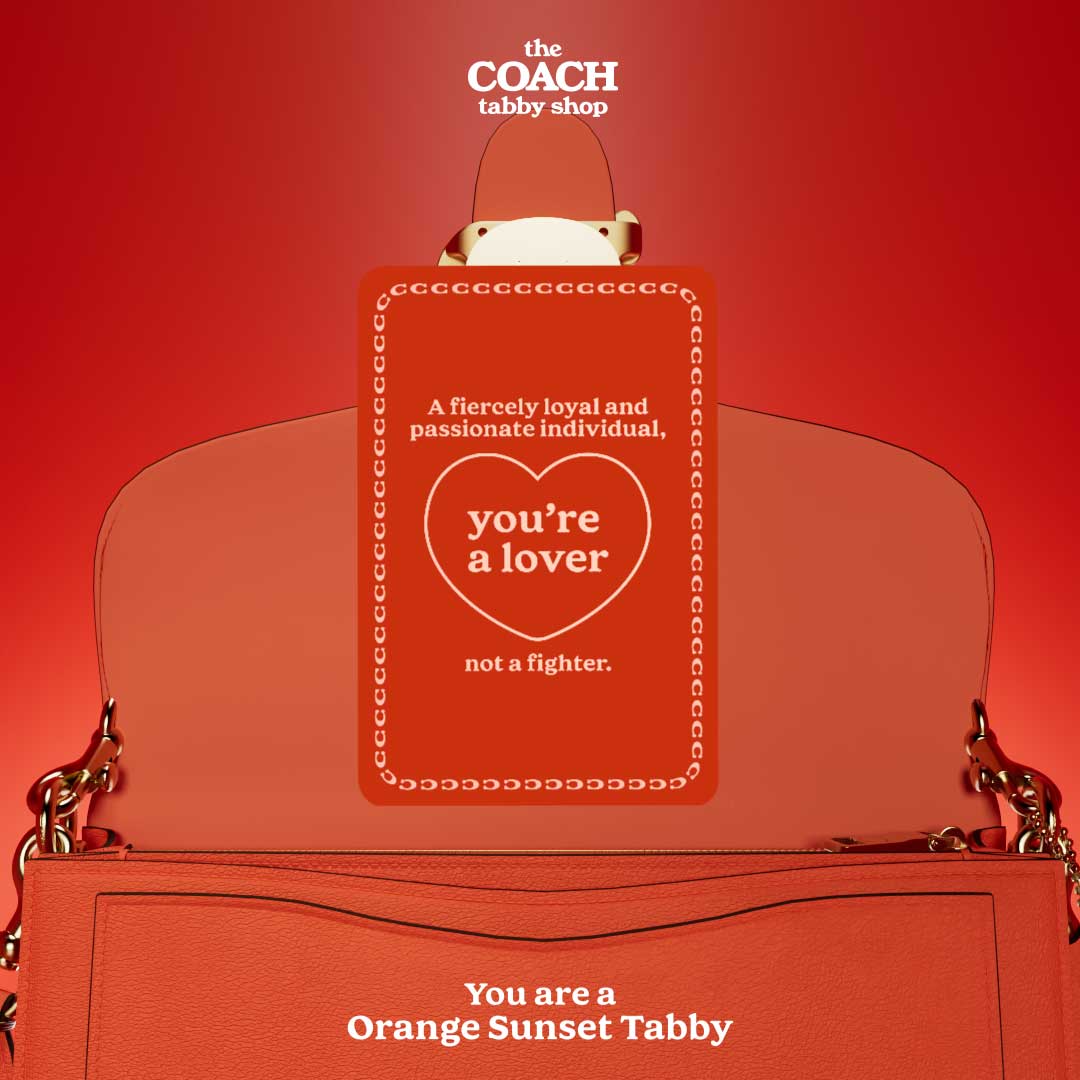 the
COACH
tabby shop
A fiercely loyal and
passionate individual,
you're
a lover
not a fighter.
You are a
Orange Sunset Tabby